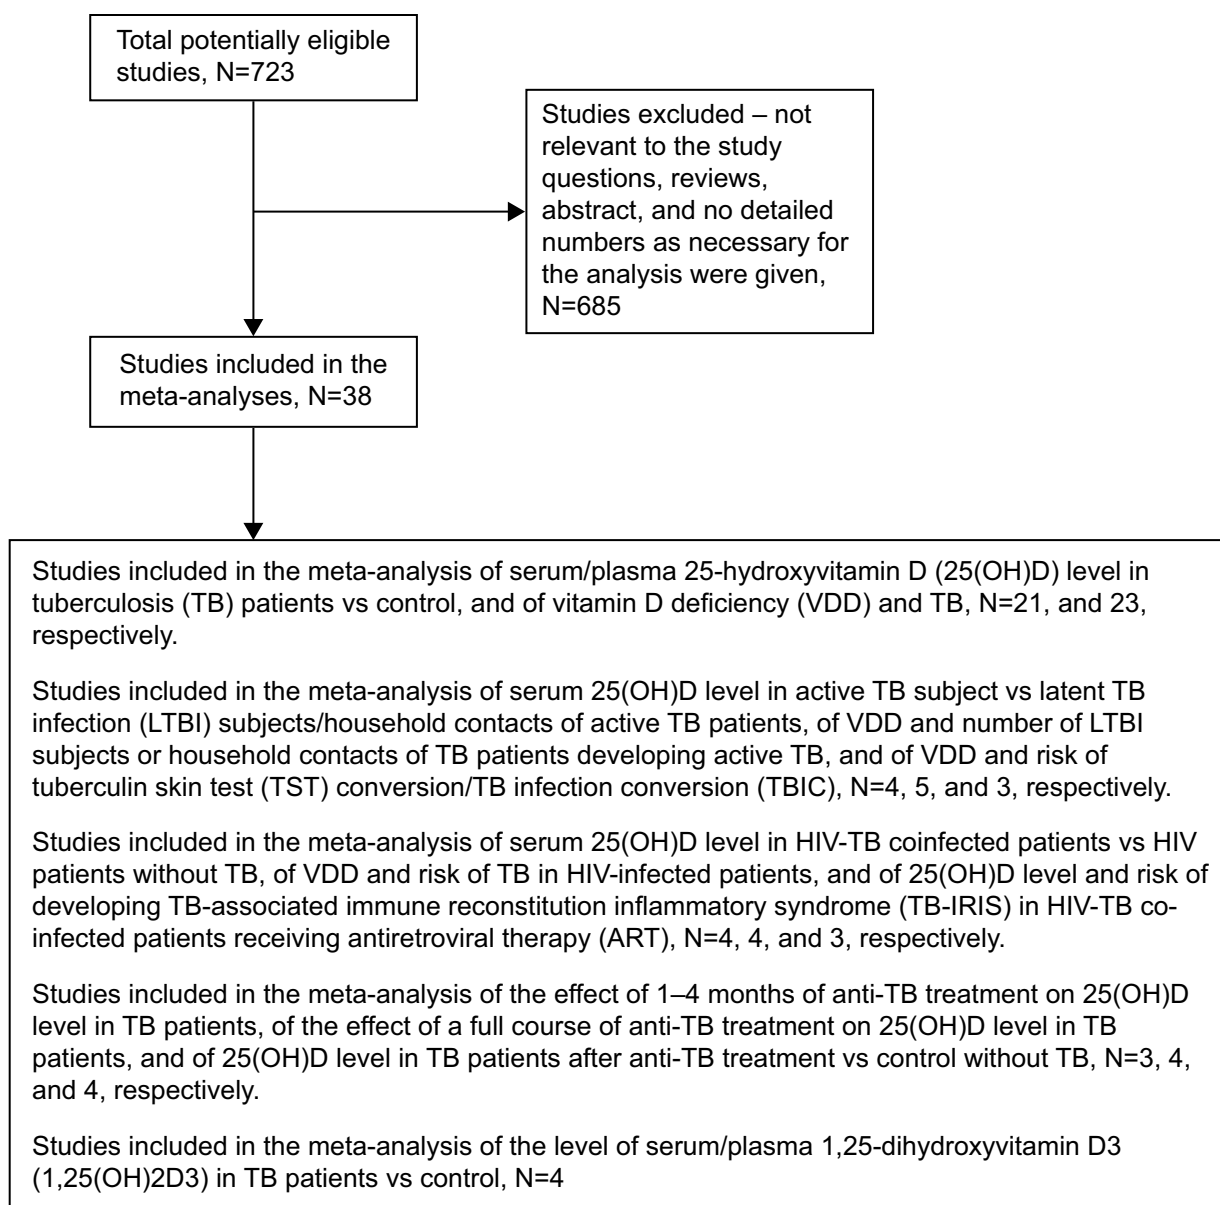 Total potentially eligible
studies, N=723
Studies excluded – not
relevant to the study
questions, reviews,
abstract, and no detailed
numbers as necessary for
the analysis were given,
N=685
Studies included in the
meta-analyses, N=38
Studies included in the meta-analysis of serum/plasma 25-hydroxyvitamin D (25(OH)D) level in
tuberculosis (TB) patients vs control, and of vitamin D deficiency (VDD) and TB, N=21, and 23,
respectively.
Studies included in the meta-analysis of serum 25(OH)D level in active TB subject vs latent TB
infection (LTBI) subjects/household contacts of active TB patients, of VDD and number of LTBI
subjects or household contacts of TB patients developing active TB, and of VDD and risk of
tuberculin skin test (TST) conversion/TB infection conversion (TBIC), N=4, 5, and 3, respectively.
Studies included in the meta-analysis of serum 25(OH)D level in HIV-TB coinfected patients vs HIV
patients without TB, of VDD and risk of TB in HIV-infected patients, and of 25(OH)D level and risk of
developing TB-associated immune reconstitution inflammatory syndrome (TB-IRIS) in HIV-TB co-
infected patients receiving antiretroviral therapy (ART), N=4, 4, and 3, respectively.
Studies included in the meta-analysis of the effect of 1–4 months of anti-TB treatment on 25(OH)D
level in TB patients, of the effect of a full course of anti-TB treatment on 25(OH)D level in TB
patients, and of 25(OH)D level in TB patients after anti-TB treatment vs control without TB, N=3, 4,
and 4, respectively.
Studies included in the meta-analysis of the level of serum/plasma 1,25-dihydroxyvitamin D3
(1,25(OH)2D3) in TB patients vs control, N=4